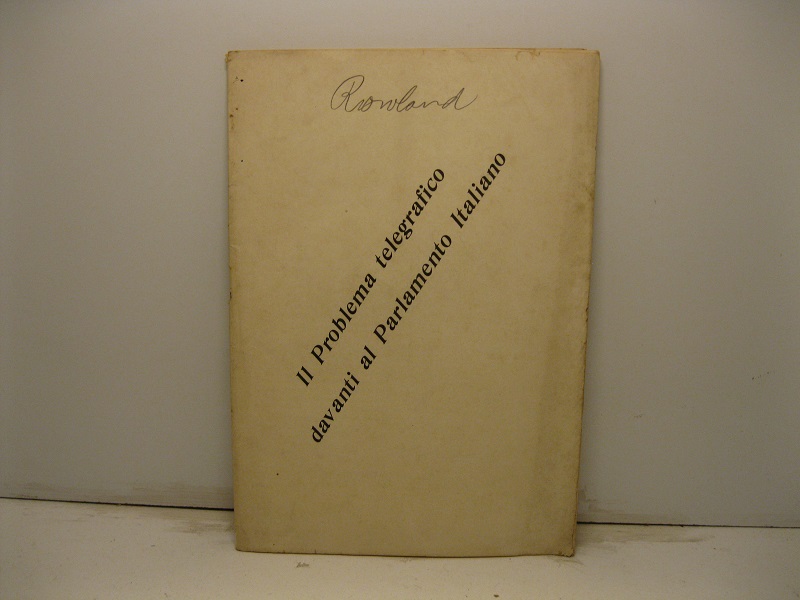 Rowland
Il Problema telegrafico
davanti al Parlamento Italiano